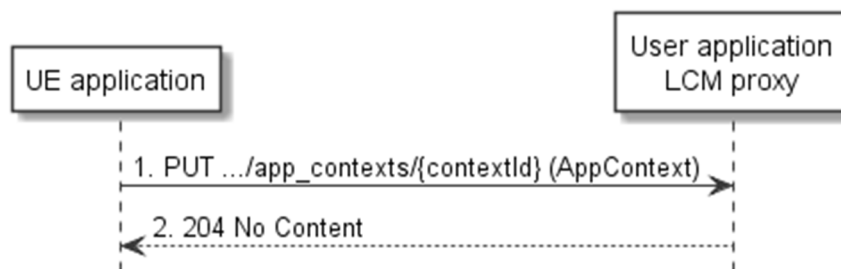 UE application
User application
LCM proxy
1. PUT .../app_contexts/{contextId} (AppContext)
2. 204 No Content